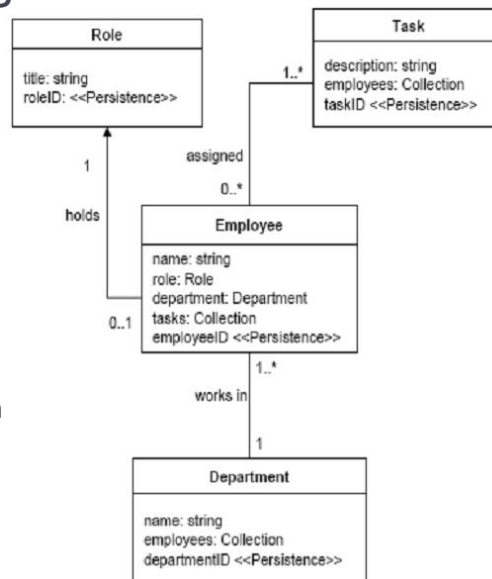 Role
title: string
roleID: <<Persistence>>
Task
description: string
employees: Collection
taskID <<Persistence>>
1..*
assigned
0..*
1
holds
0..1
Employee
name: string
role: Role
department: Department
tasks: Collection
employeeID <<Persistence>>
1..*
works in
1
Department
name: string
employees: Collection
departmentID <<Persistence>>